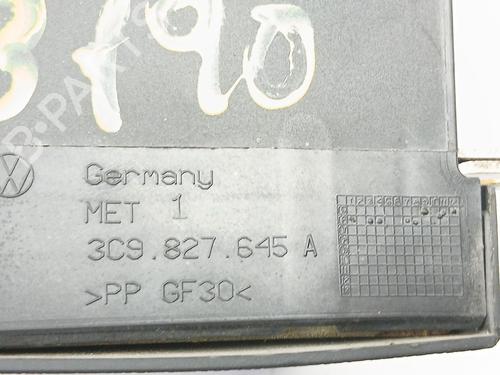 3190
Germany
MET 1
3C9.827.645 A
>PP GF30<